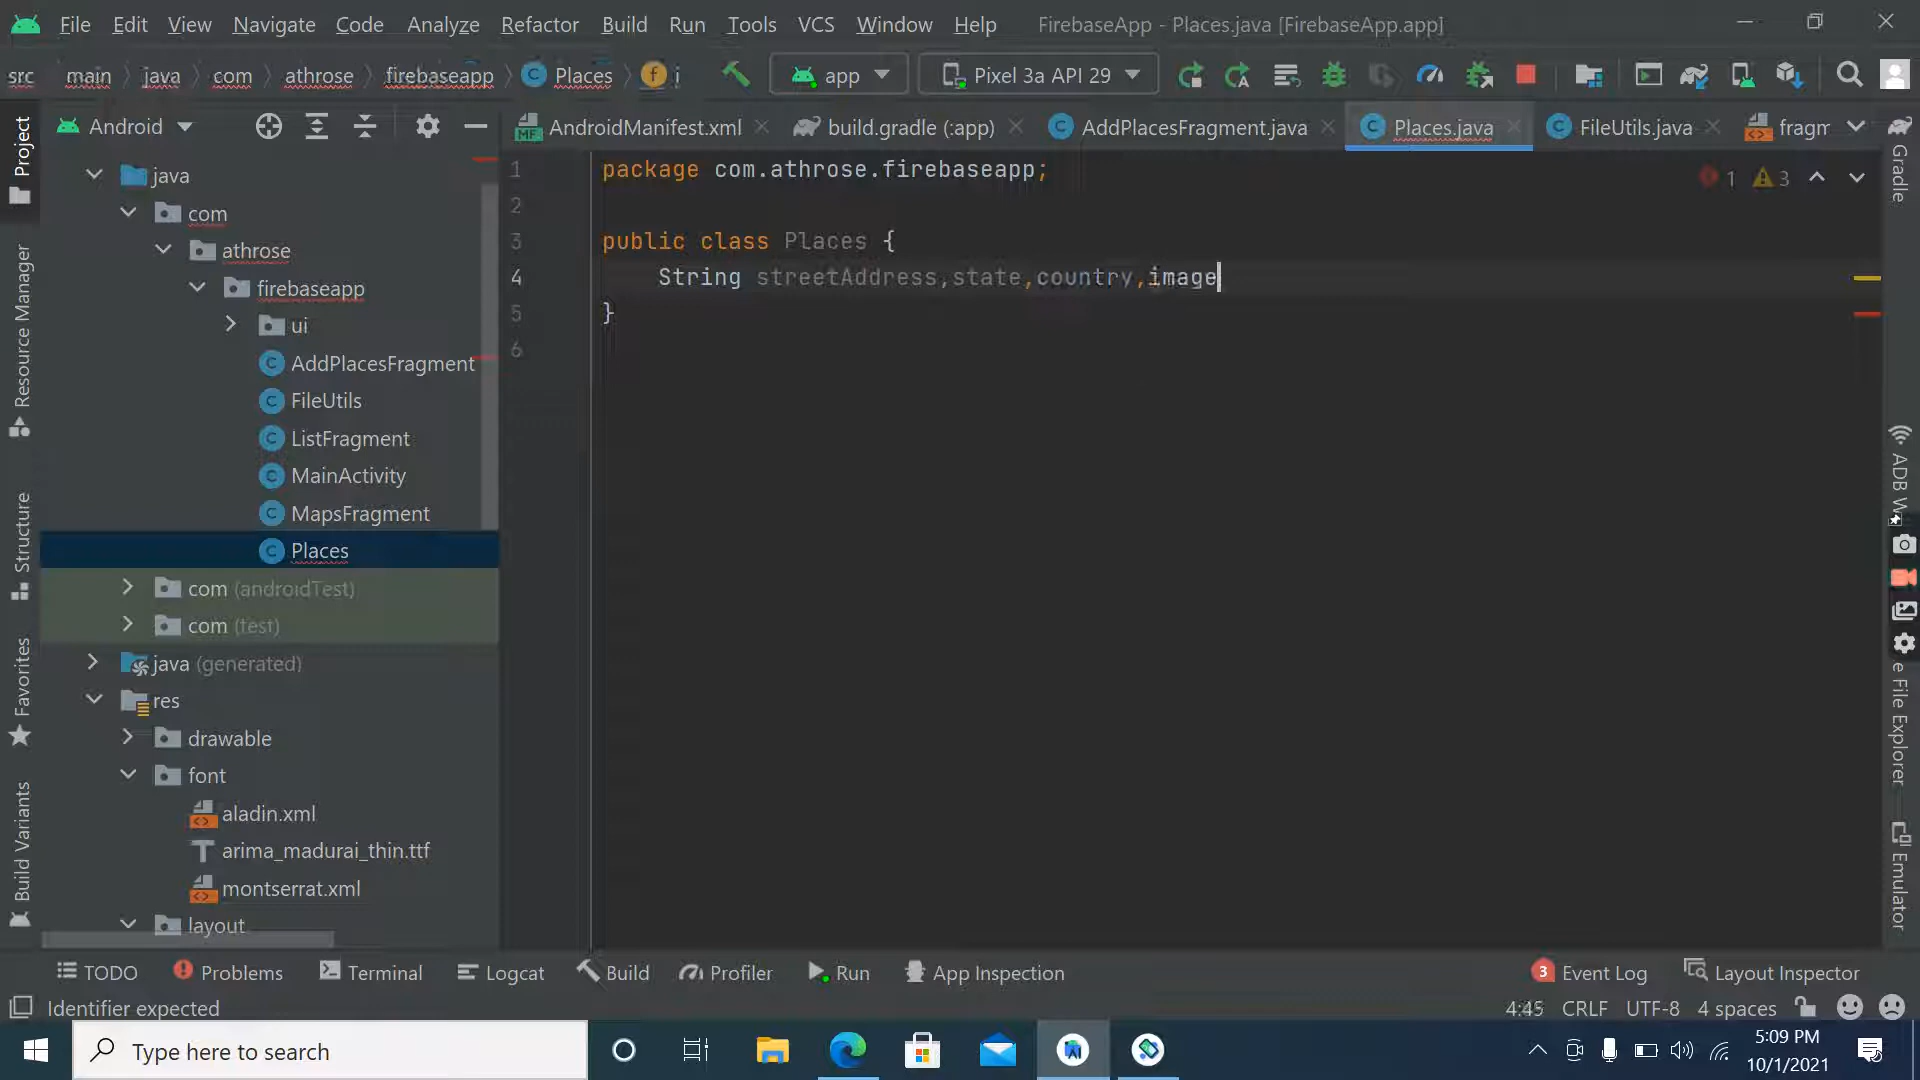 File Edit View Navigate Code Analyze Refactor Build Run Tools VCS Window Help FirebaseApp - Places.java [FirebaseApp.app]
src main java com athrose firebaseapp Places i app Pixel 3a API 29
Android AndroidManifest.xml build.gradle (:app) AddPlacesFragment.java Places.java FileUtils.java fragm
Project
Resource Manager
Structure
Favorites
Build Variants
java
com
athrose
firebaseapp
ui
AddPlacesFragment
FileUtils
ListFragment
MainActivity
MapsFragment
Places
com (androidTest)
com (test)
java (generated)
res
drawable
font
aladin.xml
arima_madurai_thin.ttf
montserrat.xml
layout
1 package com.athrose.firebaseapp;
2
3 public class Places {
4 String streetAddress,state,country,image
5 }
6
1 3
Gradle
ADB W
e File Explorer
Emulator
TODO Problems Terminal Logcat Build Profiler Run App Inspection 3 Event Log Layout Inspector
Identifier expected 4:45 CRLF UTF-8 4 spaces
Type here to search
5:09 PM
10/1/2021